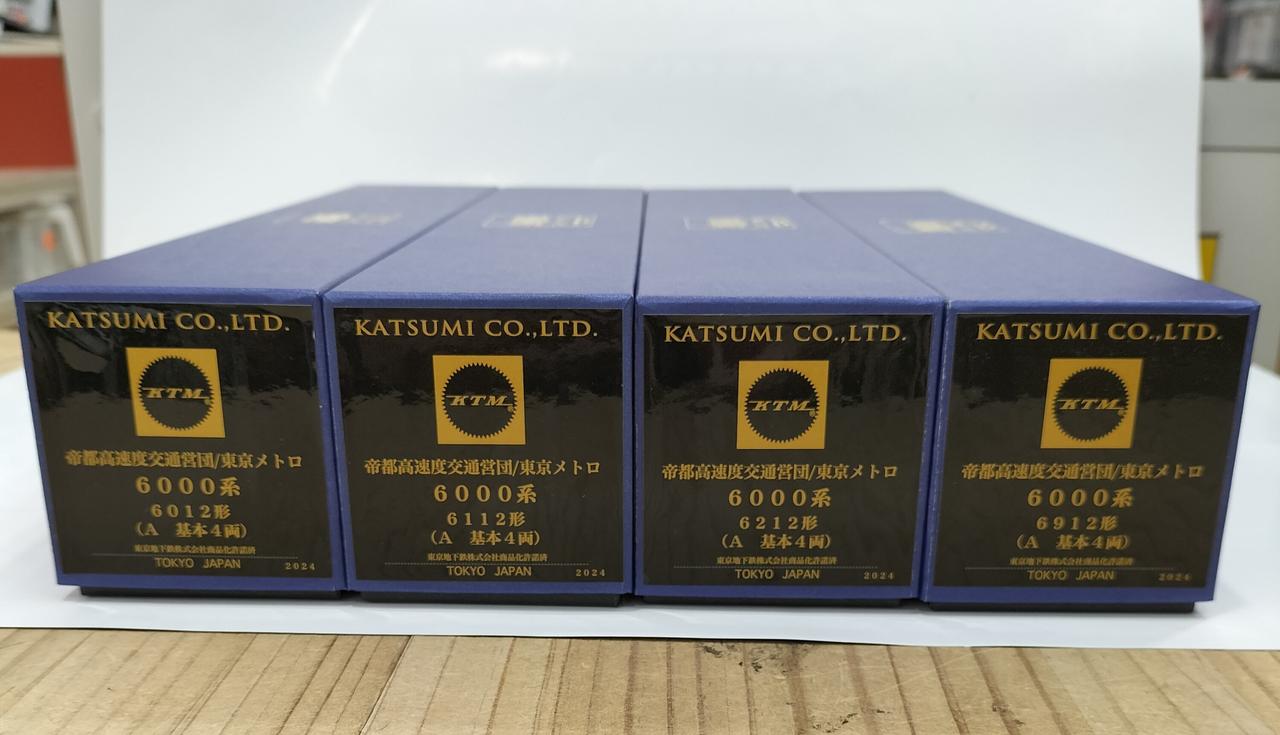 KATSUMI CO.,LTD.
KTM
帝都高速度交通営団/東京メトロ
6000系
6012形
(A 基本4両)
東京地下鉄株式会社商品化許諾済
TOKYO JAPAN 2024
KATSUMI CO.,LTD.
KTM
帝都高速度交通営団/東京メトロ
6000系
6112形
(A 基本4両)
東京地下鉄株式会社商品化許諾済
TOKYO JAPAN 2024
KATSUMI CO.,LTD.
KTM
帝都高速度交通営団/東京メトロ
6000系
6212形
(A 基本4両)
東京地下鉄株式会社商品化許諾済
TOKYO JAPAN 2024
KATSUMI CO.,LTD.
KTM
帝都高速度交通営団/東京メトロ
6000系
6912形
(A 基本4両)
東京地下鉄株式会社商品化許諾済
TOKYO JAPAN 2024